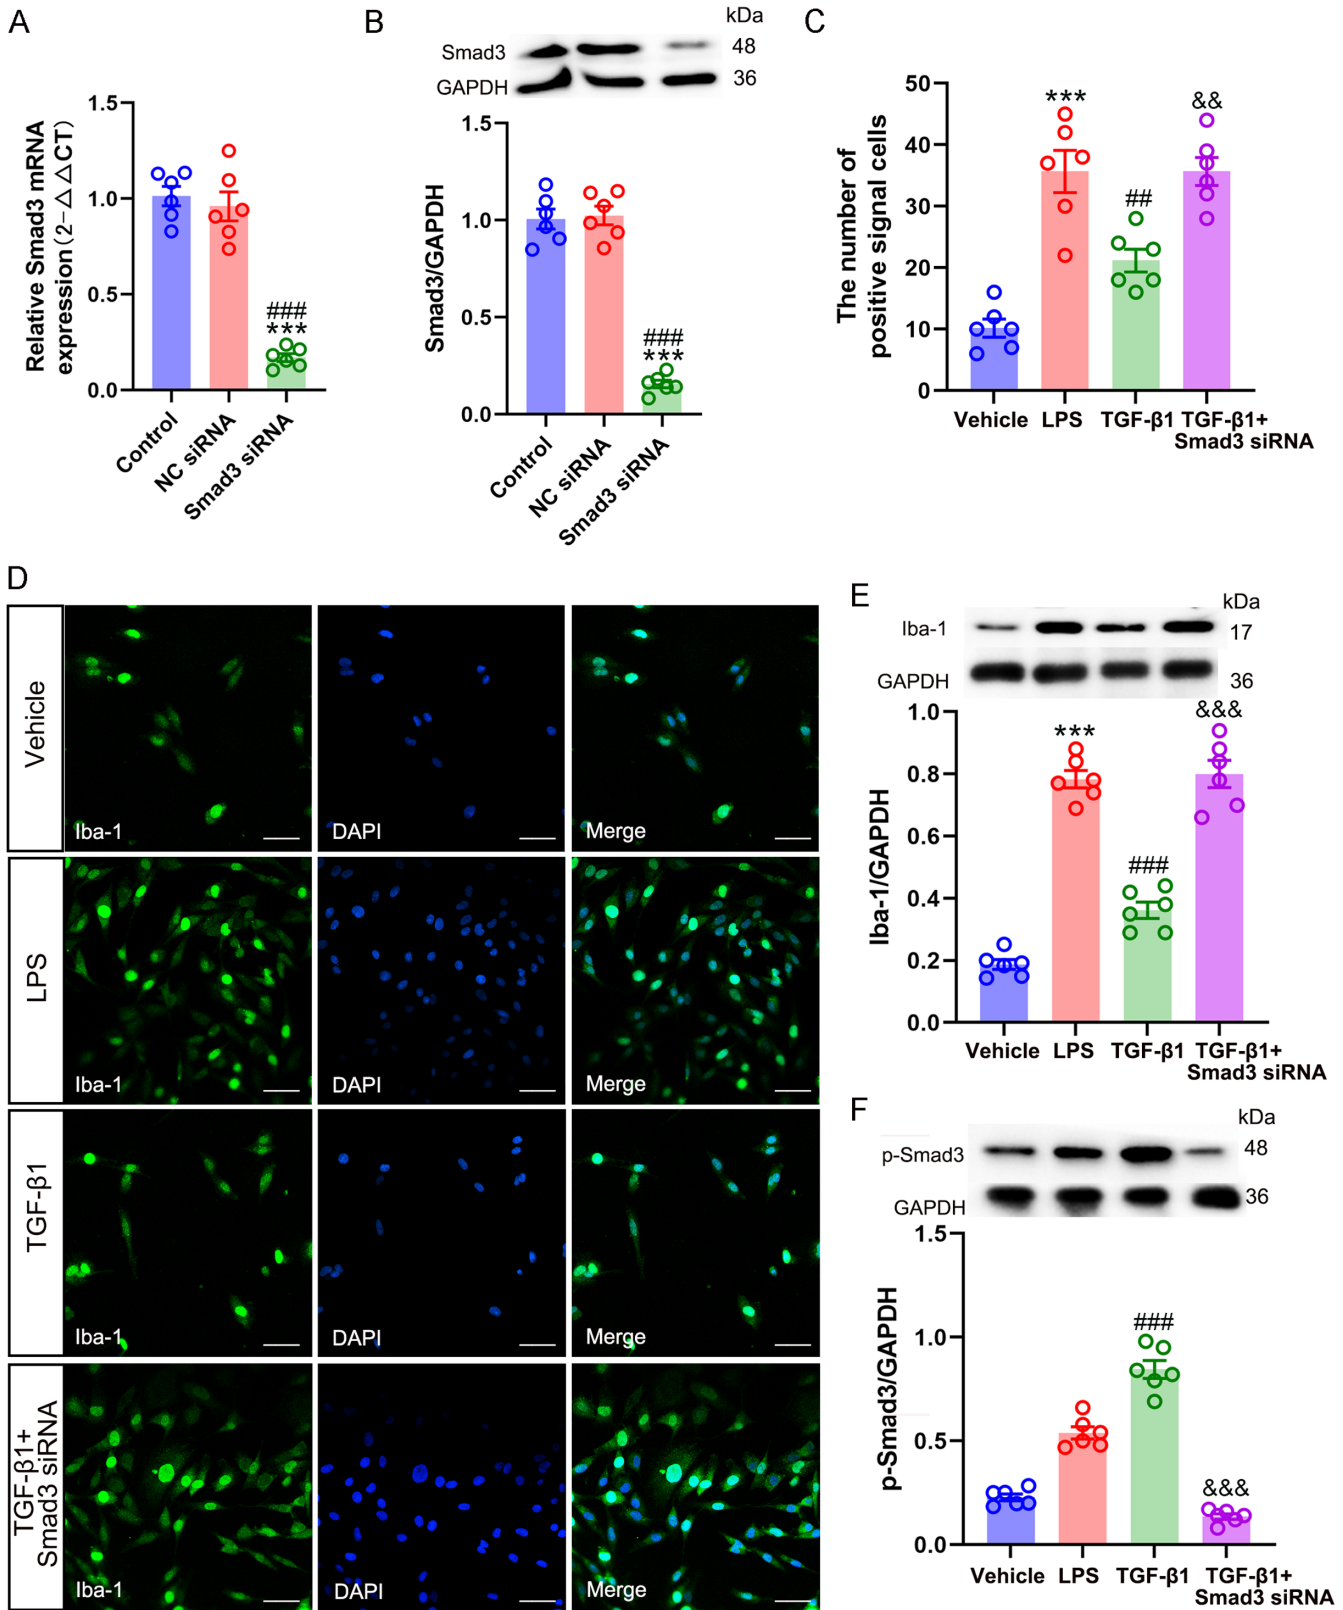 A
Relative Smad3 mRNA
expression (2−△△CT)
1.5
1.0
0.5
0.0
###
***
Control
NC siRNA
Smad3 siRNA
B
kDa
Smad3
48
GAPDH
36
Smad3/GAPDH
1.5
1.0
0.5
0.0
###
***
Control
NC siRNA
Smad3 siRNA
C
The number of
positive signal cells
50
40
30
20
10
0
***
##
&&
Vehicle
LPS
TGF-β1
TGF-β1+
Smad3 siRNA
D
Vehicle
Iba-1
DAPI
Merge
LPS
Iba-1
DAPI
Merge
TGF-β1
Iba-1
DAPI
Merge
TGF-β1+
Smad3 siRNA
Iba-1
DAPI
Merge
E
kDa
Iba-1
17
GAPDH
36
Iba-1/GAPDH
1.0
0.8
0.6
0.4
0.2
0.0
***
###
&&&
Vehicle
LPS
TGF-β1
TGF-β1+
Smad3 siRNA
F
kDa
p-Smad3
48
GAPDH
36
p-Smad3/GAPDH
1.5
1.0
0.5
0.0
###
&&&
Vehicle
LPS
TGF-β1
TGF-β1+
Smad3 siRNA